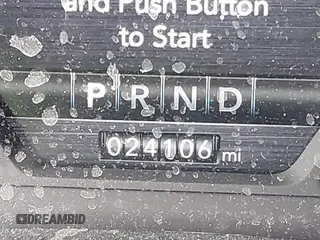 and Push Button
to Start
P R N D
024106 mi
DREAMBID